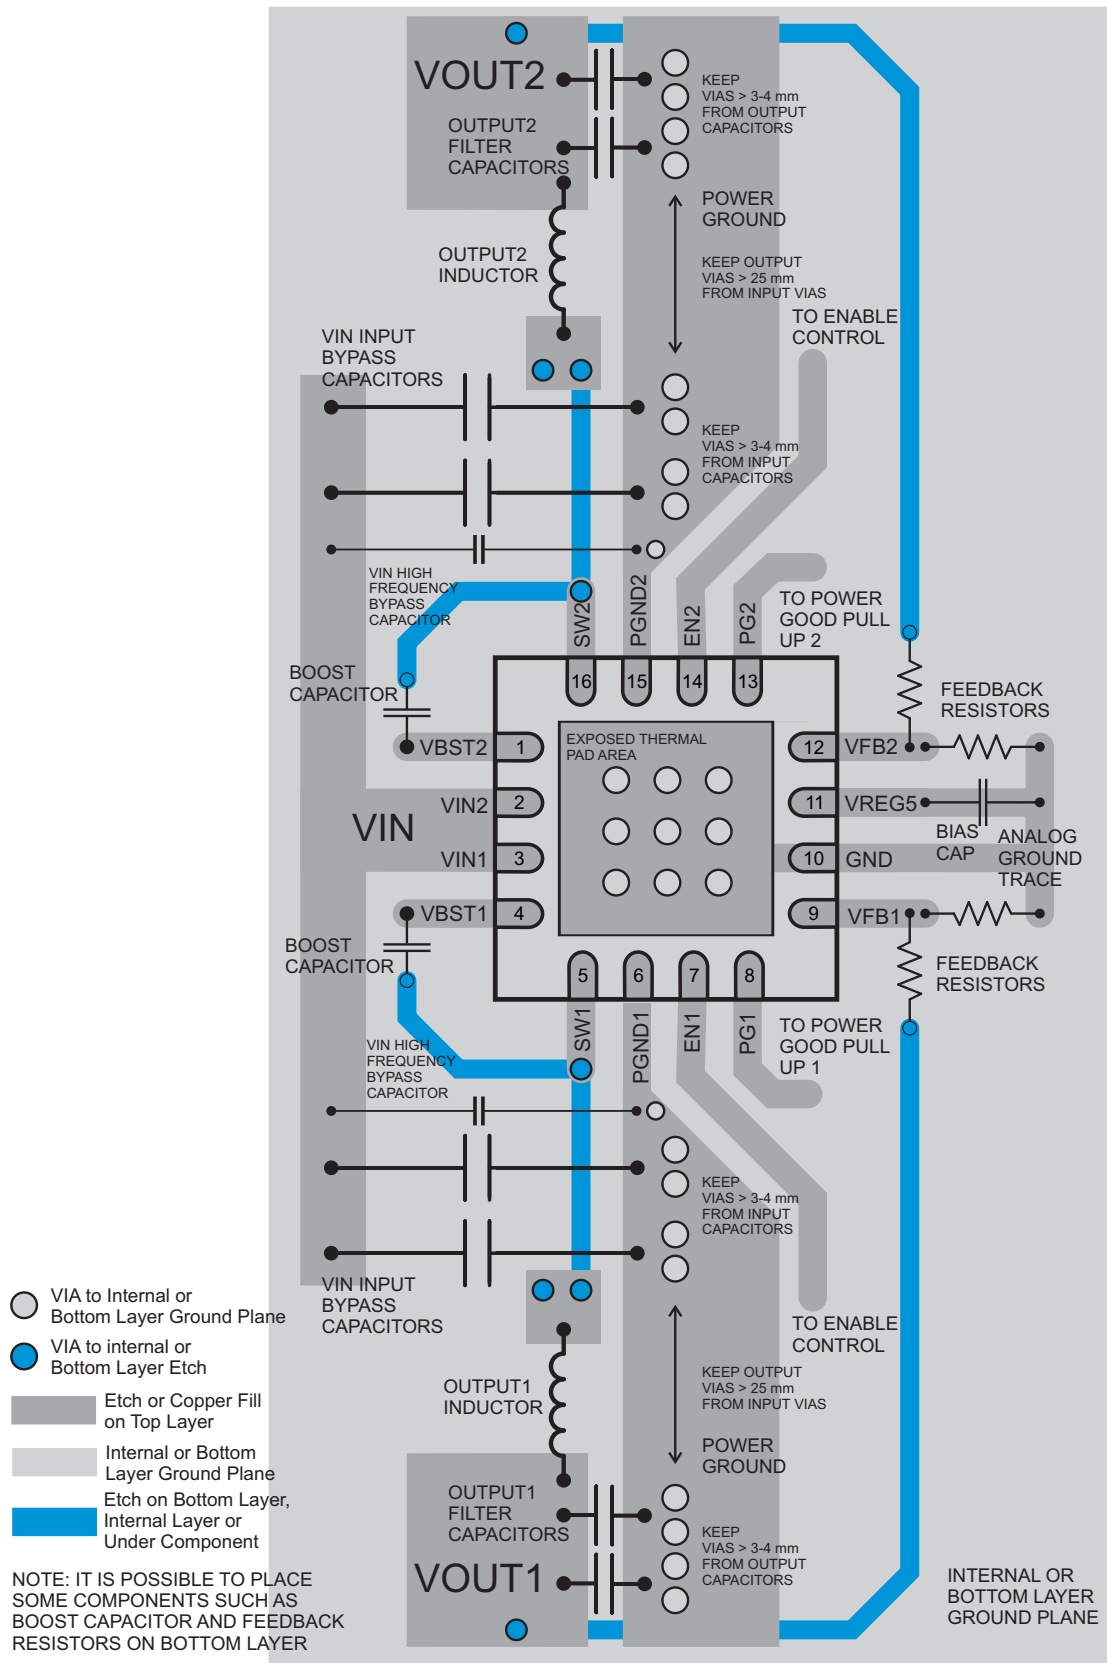 VOUT2
KEEP
VIAS > 3-4 mm
FROM OUTPUT
CAPACITORS
OUTPUT2
FILTER
CAPACITORS
POWER
GROUND
OUTPUT2
INDUCTOR
KEEP OUTPUT
VIAS > 25 mm
FROM INPUT VIAS
TO ENABLE
CONTROL
VIN INPUT
BYPASS
CAPACITORS
KEEP
VIAS > 3-4 mm
FROM INPUT
CAPACITORS
VIN HIGH
FREQUENCY
BYPASS
CAPACITOR
SW2
PGND2
EN2
PG2
TO POWER
GOOD PULL
UP 2
BOOST
CAPACITOR
16
15
14
13
FEEDBACK
RESISTORS
VBST2
1
EXPOSED THERMAL
PAD AREA
12
VFB2
VIN2
2
11
VREG5
VIN
BIAS
CAP
ANALOG
GROUND
TRACE
VIN1
3
10
GND
VBST1
4
9
VFB1
BOOST
CAPACITOR
5
6
7
8
FEEDBACK
RESISTORS
SW1
PGND1
EN1
PG1
TO POWER
GOOD PULL
UP 1
VIN HIGH
FREQUENCY
BYPASS
CAPACITOR
KEEP
VIAS > 3-4 mm
FROM INPUT
CAPACITORS
VIN INPUT
BYPASS
CAPACITORS
TO ENABLE
CONTROL
OUTPUT1
INDUCTOR
KEEP OUTPUT
VIAS > 25 mm
FROM INPUT VIAS
POWER
GROUND
OUTPUT1
FILTER
CAPACITORS
KEEP
VIAS > 3-4 mm
FROM OUTPUT
CAPACITORS
VOUT1
INTERNAL OR
BOTTOM LAYER
GROUND PLANE
VIA to Internal or
Bottom Layer Ground Plane
VIA to internal or
Bottom Layer Etch
Etch or Copper Fill
on Top Layer
Internal or Bottom
Layer Ground Plane
Etch on Bottom Layer,
Internal Layer or
Under Component
NOTE: IT IS POSSIBLE TO PLACE
SOME COMPONENTS SUCH AS
BOOST CAPACITOR AND FEEDBACK
RESISTORS ON BOTTOM LAYER